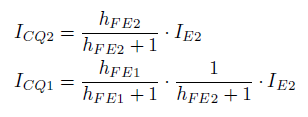 I_{CQ2} = \frac{h_{FE2}}{h_{FE2} + 1} \cdot I_{E2}
I_{CQ1} = \frac{h_{FE1}}{h_{FE1} + 1} \cdot \frac{1}{h_{FE2} + 1} \cdot I_{E2}